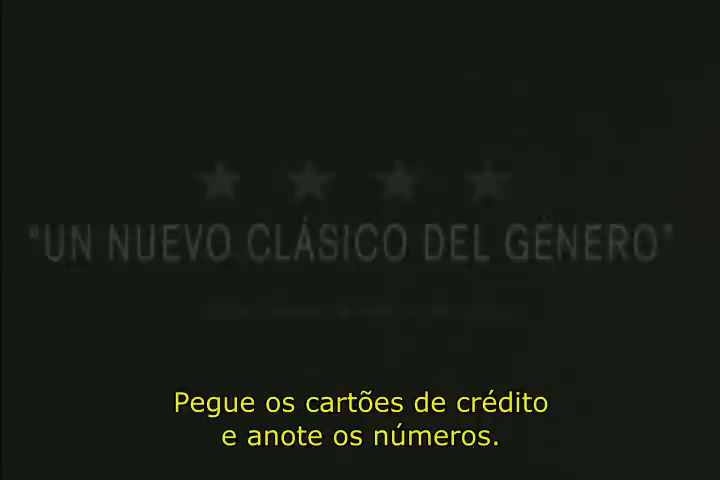 "UN NUEVO CLÁSICO DEL GÉNERO"
Pegue os cartões de crédito
e anote os números.